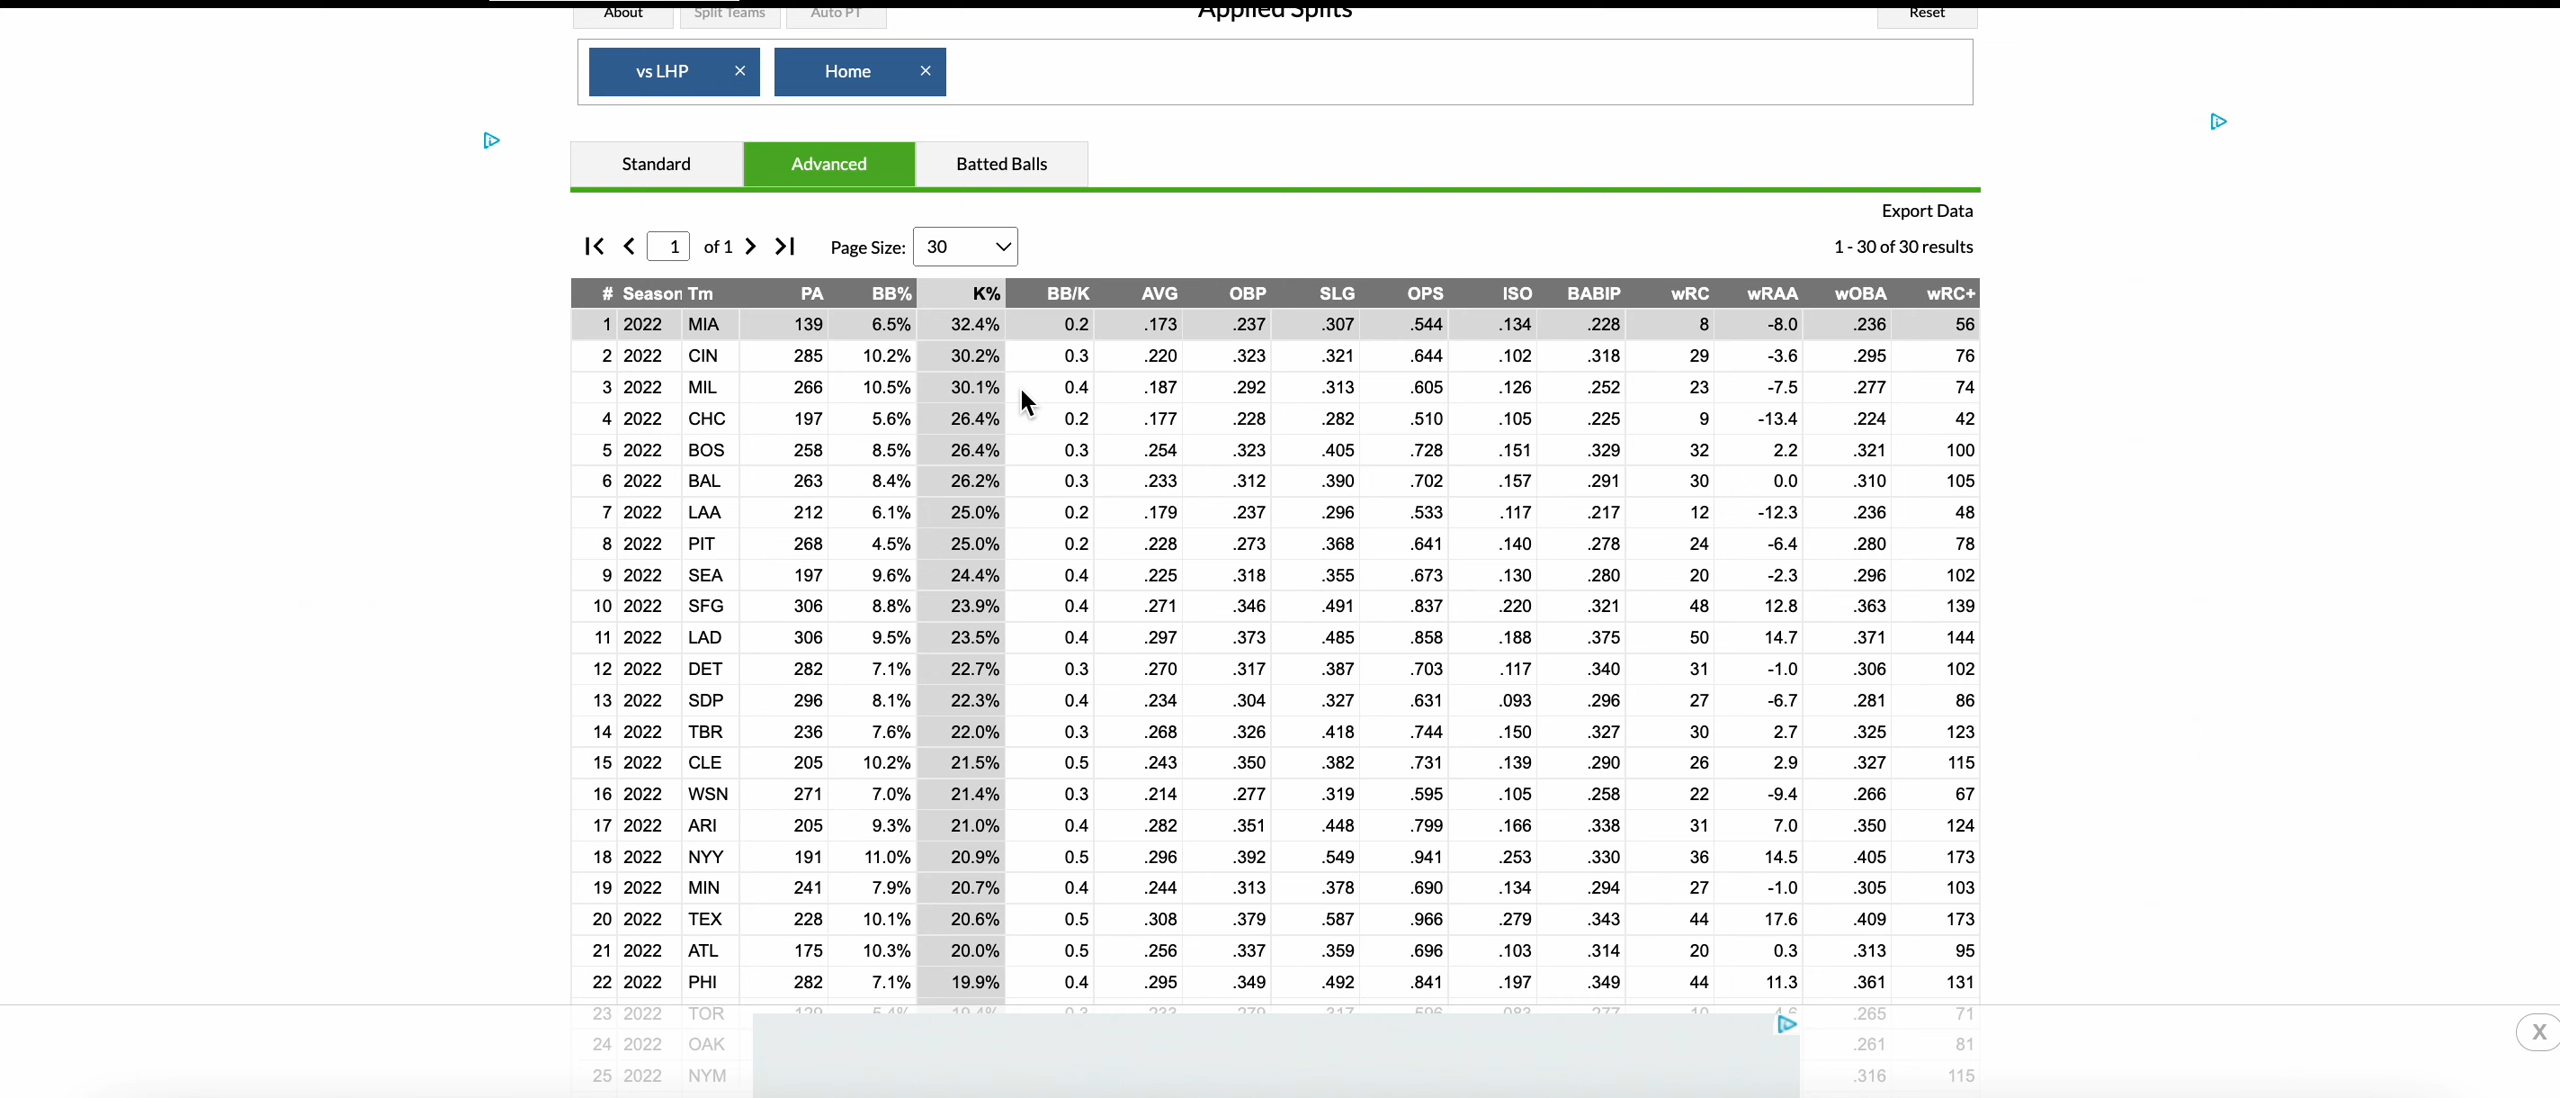 About Split Teams Auto PT Applied Splits Reset
vs LHP × Home ×
Standard Advanced Batted Balls
Export Data
1 of 1 Page Size: 30 1 - 30 of 30 results
# Season Tm PA BB% K% BB/K AVG OBP SLG OPS ISO BABIP wRC wRAA wOBA wRC+
1 2022 MIA 139 6.5% 32.4% 0.2 .173 .237 .307 .544 .134 .228 8 -8.0 .236 56
2 2022 CIN 285 10.2% 30.2% 0.3 .220 .323 .321 .644 .102 .318 29 -3.6 .295 76
3 2022 MIL 266 10.5% 30.1% 0.4 .187 .292 .313 .605 .126 .252 23 -7.5 .277 74
4 2022 CHC 197 5.6% 26.4% 0.2 .177 .228 .282 .510 .105 .225 9 -13.4 .224 42
5 2022 BOS 258 8.5% 26.4% 0.3 .254 .323 .405 .728 .151 .329 32 2.2 .321 100
6 2022 BAL 263 8.4% 26.2% 0.3 .233 .312 .390 .702 .157 .291 30 0.0 .310 105
7 2022 LAA 212 6.1% 25.0% 0.2 .179 .237 .296 .533 .117 .217 12 -12.3 .236 48
8 2022 PIT 268 4.5% 25.0% 0.2 .228 .273 .368 .641 .140 .278 24 -6.4 .280 78
9 2022 SEA 197 9.6% 24.4% 0.4 .225 .318 .355 .673 .130 .280 20 -2.3 .296 102
10 2022 SFG 306 8.8% 23.9% 0.4 .271 .346 .491 .837 .220 .321 48 12.8 .363 139
11 2022 LAD 306 9.5% 23.5% 0.4 .297 .373 .485 .858 .188 .375 50 14.7 .371 144
12 2022 DET 282 7.1% 22.7% 0.3 .270 .317 .387 .703 .117 .340 31 -1.0 .306 102
13 2022 SDP 296 8.1% 22.3% 0.4 .234 .304 .327 .631 .093 .296 27 -6.7 .281 86
14 2022 TBR 236 7.6% 22.0% 0.3 .268 .326 .418 .744 .150 .327 30 2.7 .325 123
15 2022 CLE 205 10.2% 21.5% 0.5 .243 .350 .382 .731 .139 .290 26 2.9 .327 115
16 2022 WSN 271 7.0% 21.4% 0.3 .214 .277 .319 .595 .105 .258 22 -9.4 .266 67
17 2022 ARI 205 9.3% 21.0% 0.4 .282 .351 .448 .799 .166 .338 31 7.0 .350 124
18 2022 NYY 191 11.0% 20.9% 0.5 .296 .392 .549 .941 .253 .330 36 14.5 .405 173
19 2022 MIN 241 7.9% 20.7% 0.4 .244 .313 .378 .690 .134 .294 27 -1.0 .305 103
20 2022 TEX 228 10.1% 20.6% 0.5 .308 .379 .587 .966 .279 .343 44 17.6 .409 173
21 2022 ATL 175 10.3% 20.0% 0.5 .256 .337 .359 .696 .103 .314 20 0.3 .313 95
22 2022 PHI 282 7.1% 19.9% 0.4 .295 .349 .492 .841 .197 .349 44 11.3 .361 131
23 2022 TOR .265 71
24 2022 OAK .261 81
25 2022 NYM .316 115
X